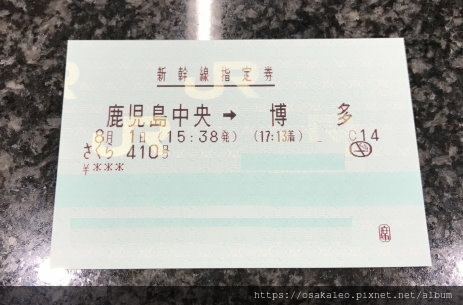 新幹線指定券
鹿児島中央 → 博多
8月 1日 (15:38発) (17:13着) C14
さくら 410号
¥***
https://osakaleo.pixnet.net/album